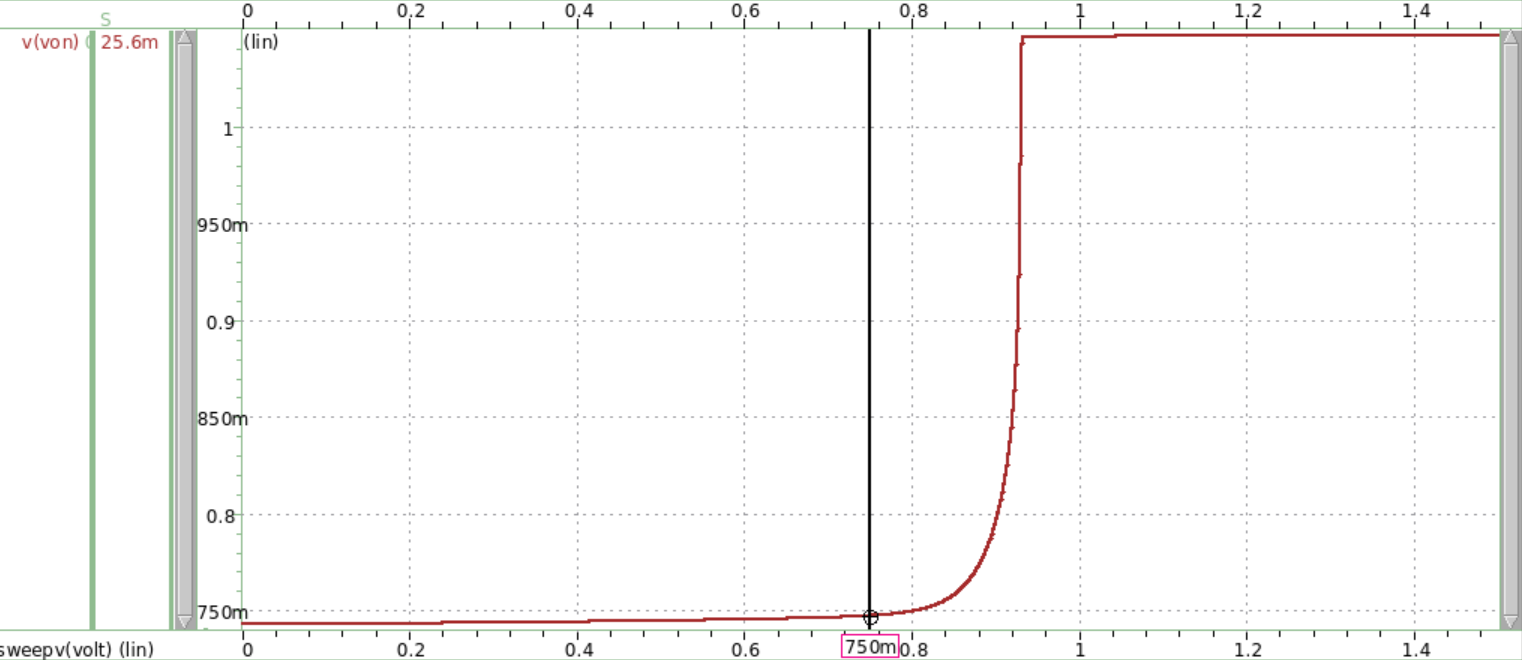 0 0.2 0.4 0.6 0.8 1 1.2 1.4
S
v(von) 25.6m (lin)
1
950m
0.9
850m
0.8
750m
sweepv(volt) (lin) 0 0.2 0.4 0.6 750m 0.8 1 1.2 1.4